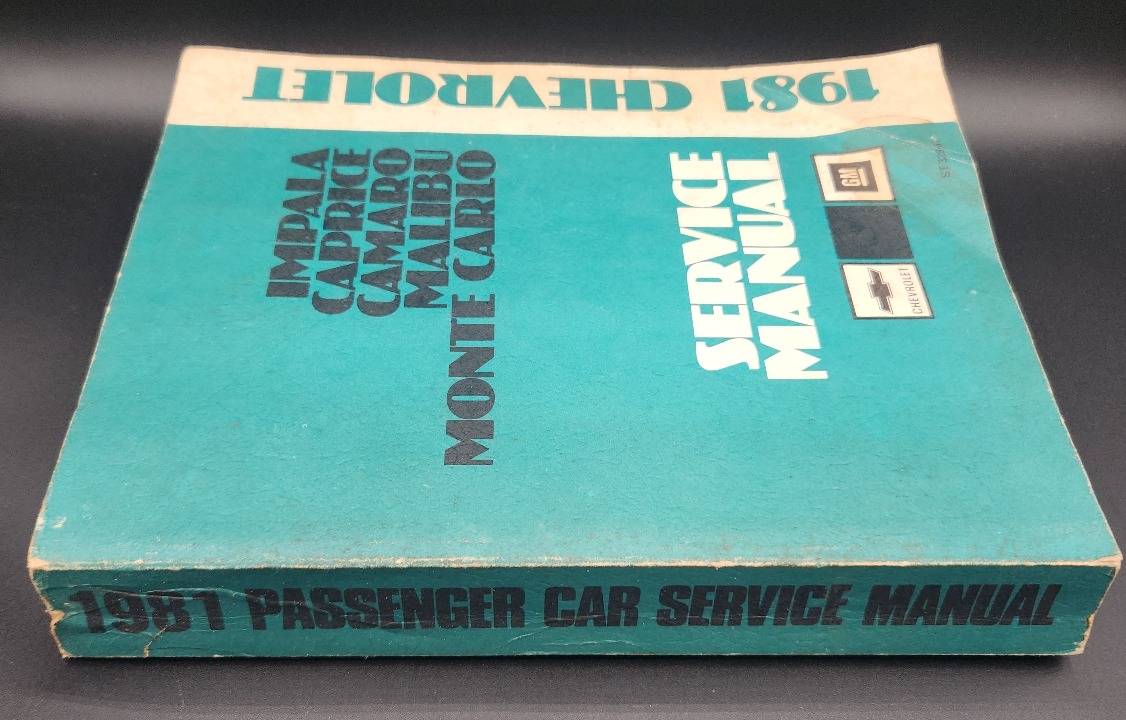 1981 CHEVROLET
IMPALA
CAPRICE
CAMARO
MALIBU
MONTE CARLO
SERVICE
MANUAL
GM
CHEVROLET
1981 PASSENGER CAR SERVICE MANUAL